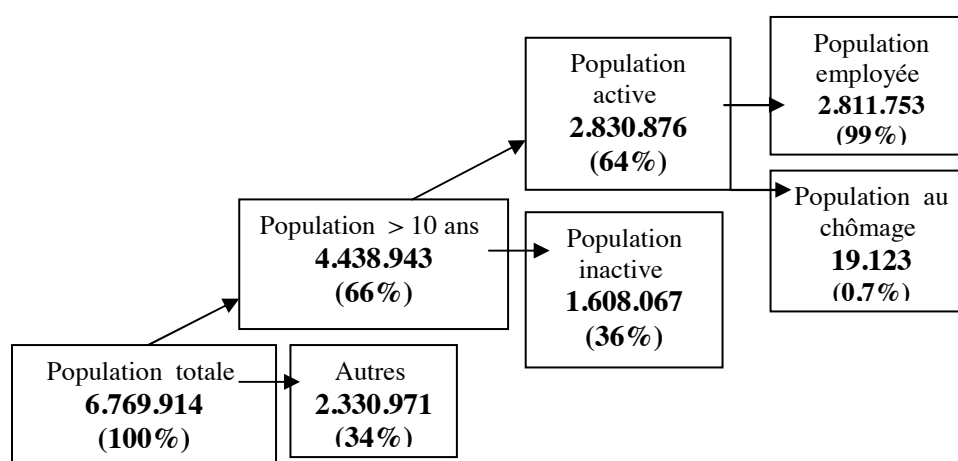 Population
active
2.830.876
(64%)
Population
employée
2.811.753
(99%)
Population au
chômage
19.123
(0,7%)
Population > 10 ans
4.438.943
(66%)
Population
inactive
1.608.067
(36%)
Population totale
6.769.914
(100%)
Autres
2.330.971
(34%)